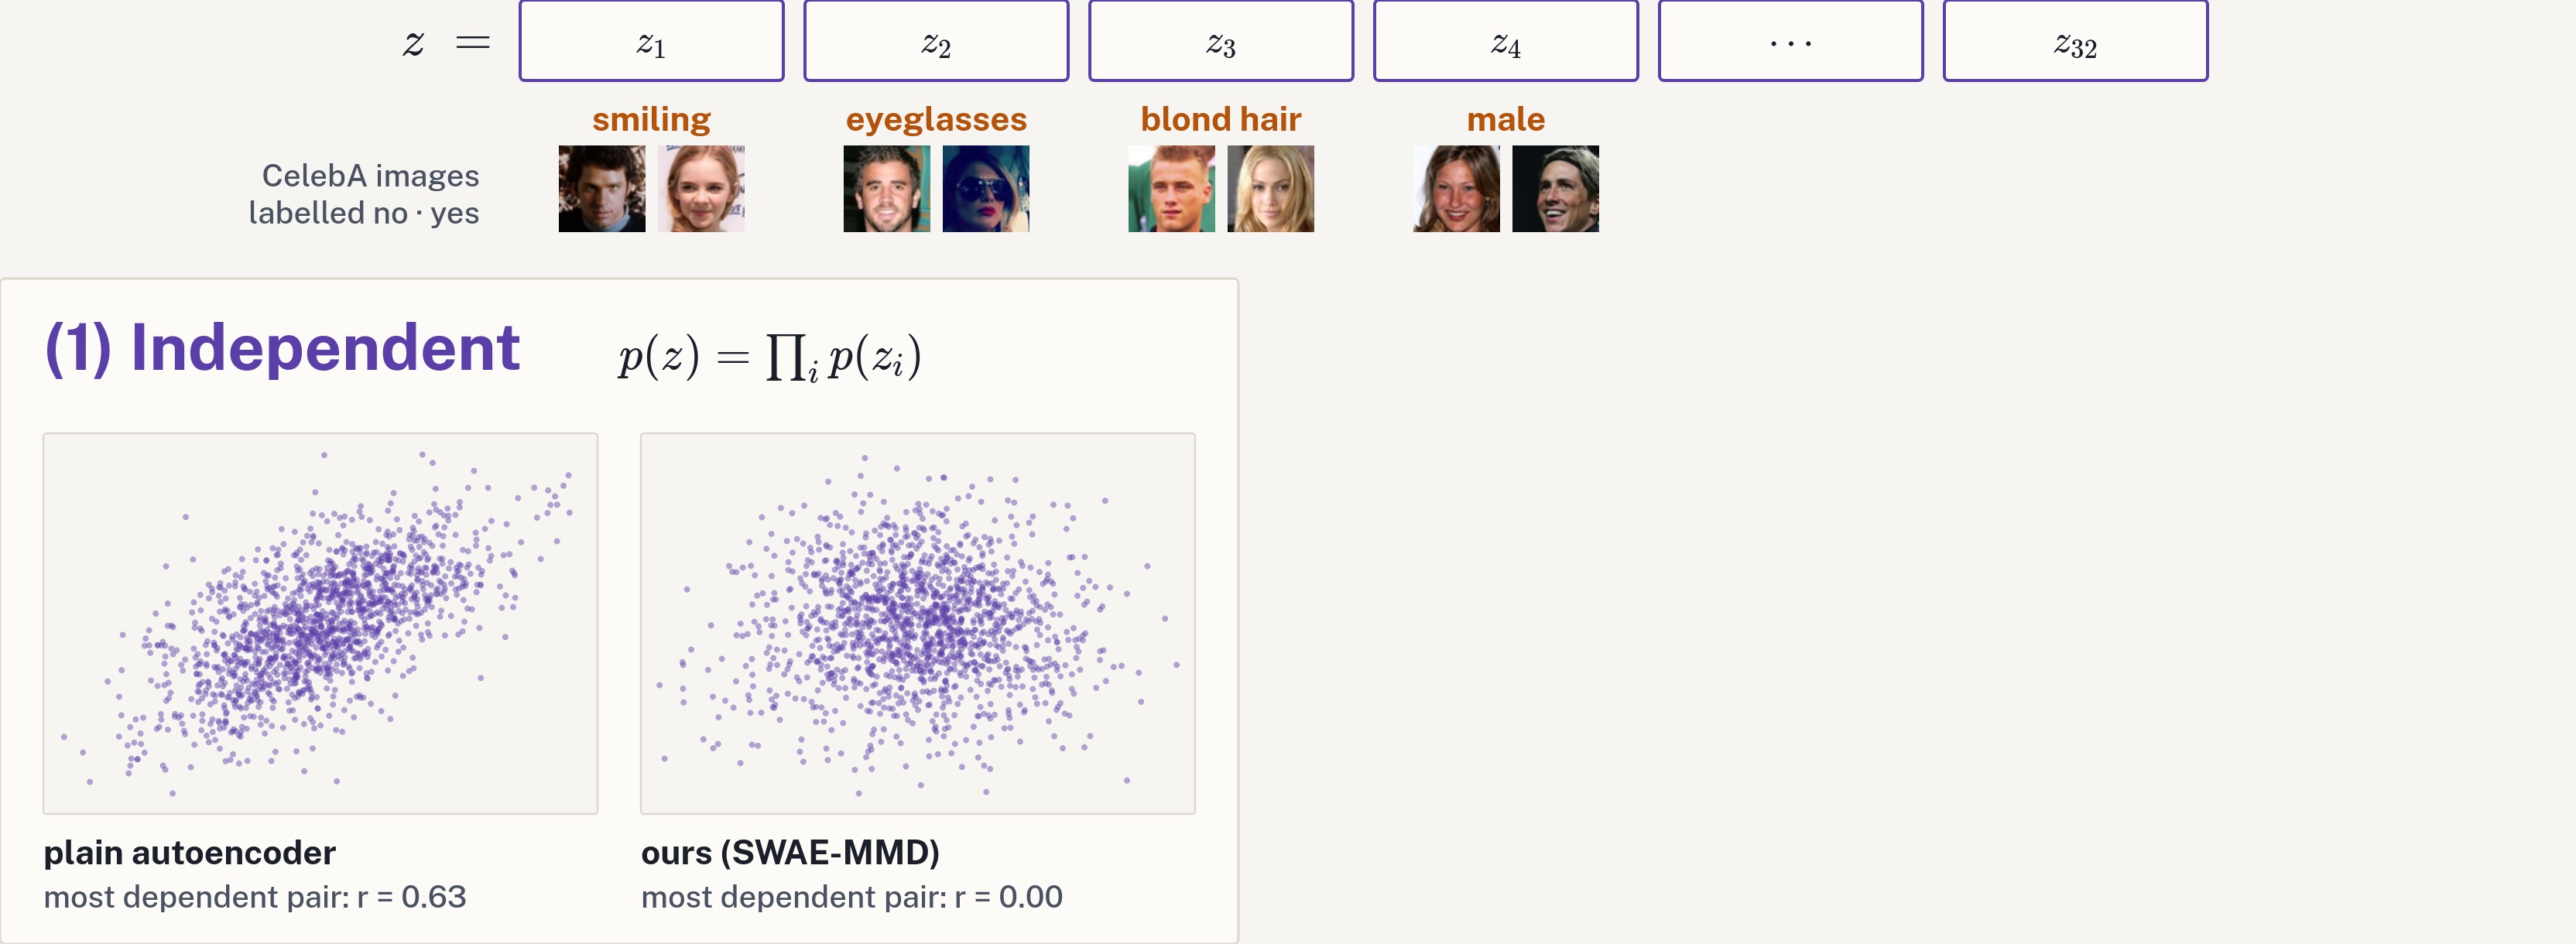 z = z₁ z₂ z₃ z₄ ⋯ z₃₂
smiling eyeglasses blond hair male
CelebA images
labelled no · yes
(1) Independent p(z) = ∏ᵢ p(zᵢ)
plain autoencoder
most dependent pair: r = 0.63
ours (SWAE-MMD)
most dependent pair: r = 0.00